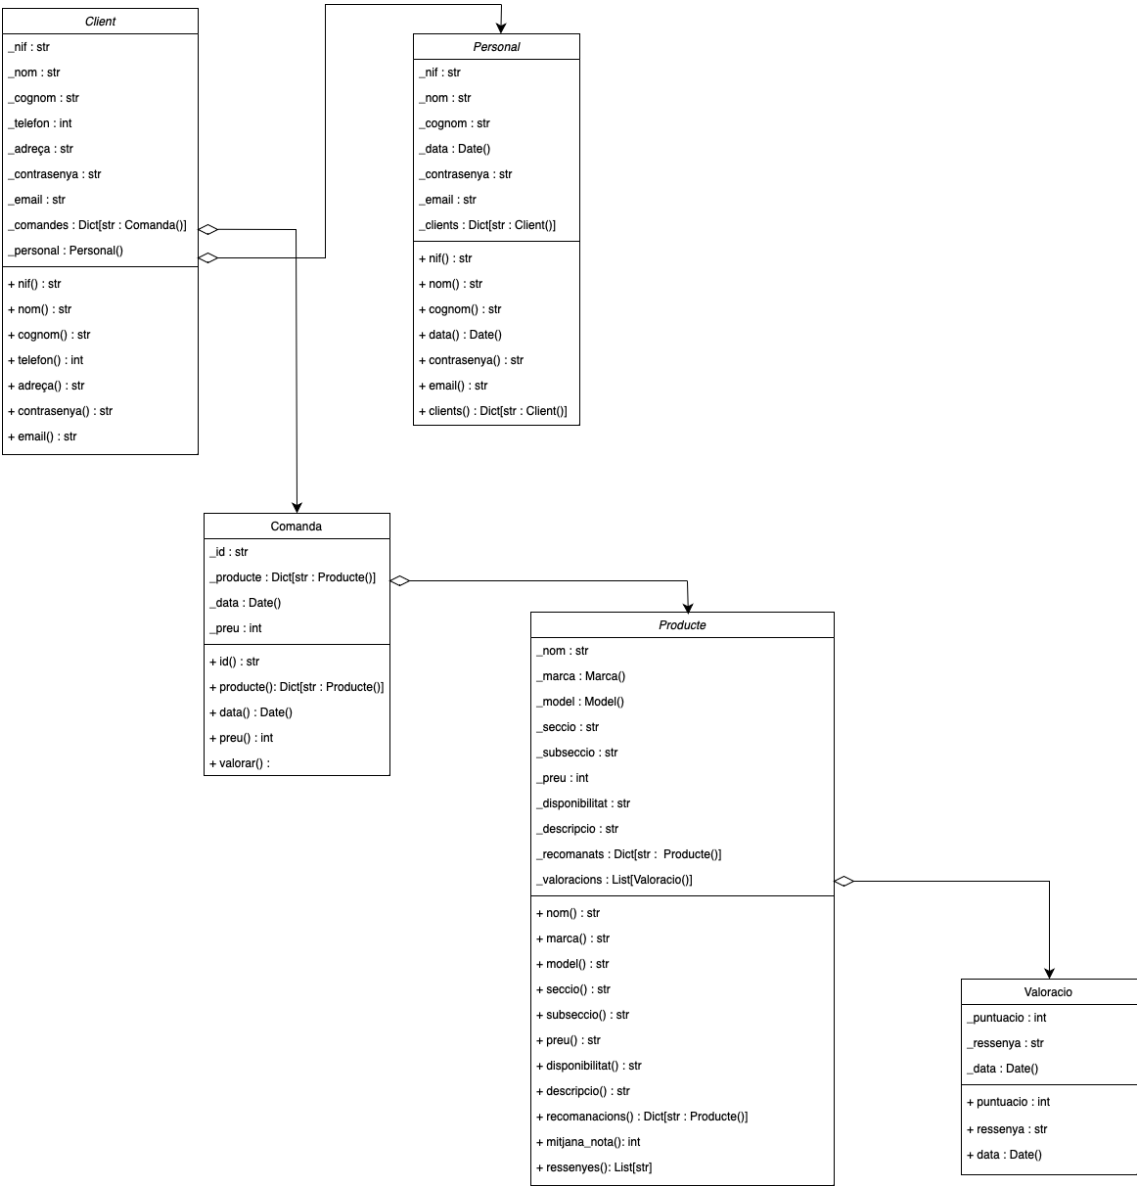 Client
_nif : str
_nom : str
_cognom : str
_telefon : int
_adreça : str
_contrasenya : str
_email : str
_comandes : Dict[str : Comanda()]
_personal : Personal()
+ nif() : str
+ nom() : str
+ cognom() : str
+ telefon() : int
+ adreça() : str
+ contrasenya() : str
+ email() : str
Personal
_nif : str
_nom : str
_cognom : str
_data : Date()
_contrasenya : str
_email : str
_clients : Dict[str : Client()]
+ nif() : str
+ nom() : str
+ cognom() : str
+ data() : Date()
+ contrasenya() : str
+ email() : str
+ clients() : Dict[str : Client()]
Comanda
_id : str
_producte : Dict[str : Producte()]
_data : Date()
_preu : int
+ id() : str
+ producte(): Dict[str : Producte()]
+ data() : Date()
+ preu() : int
+ valorar() :
Producte
_nom : str
_marca : Marca()
_model : Model()
_seccio : str
_subseccio : str
_preu : int
_disponibilitat : str
_descripcio : str
_recomanats : Dict[str :  Producte()]
_valoracions : List[Valoracio()]
+ nom() : str
+ marca() : str
+ model() : str
+ seccio() : str
+ subseccio() : str
+ preu() : str
+ disponibilitat() : str
+ descripcio() : str
+ recomanacions() : Dict[str : Producte()]
+ mitjana_nota(): int
+ ressenyes(): List[str]
Valoracio
_puntuacio : int
_ressenya : str
_data : Date()
+ puntuacio : int
+ ressenya : str
+ data : Date()